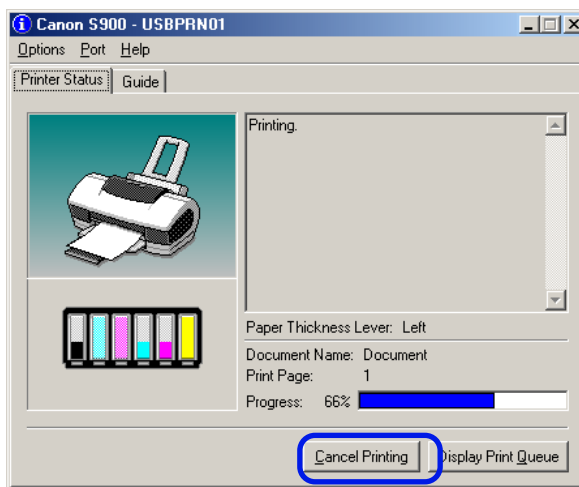 Canon S900 - USBPRN01
Options Port Help
Printer Status Guide
Printing.
Paper Thickness Lever: Left
Document Name: Document
Print Page: 1
Progress: 66%
Cancel Printing Display Print Queue